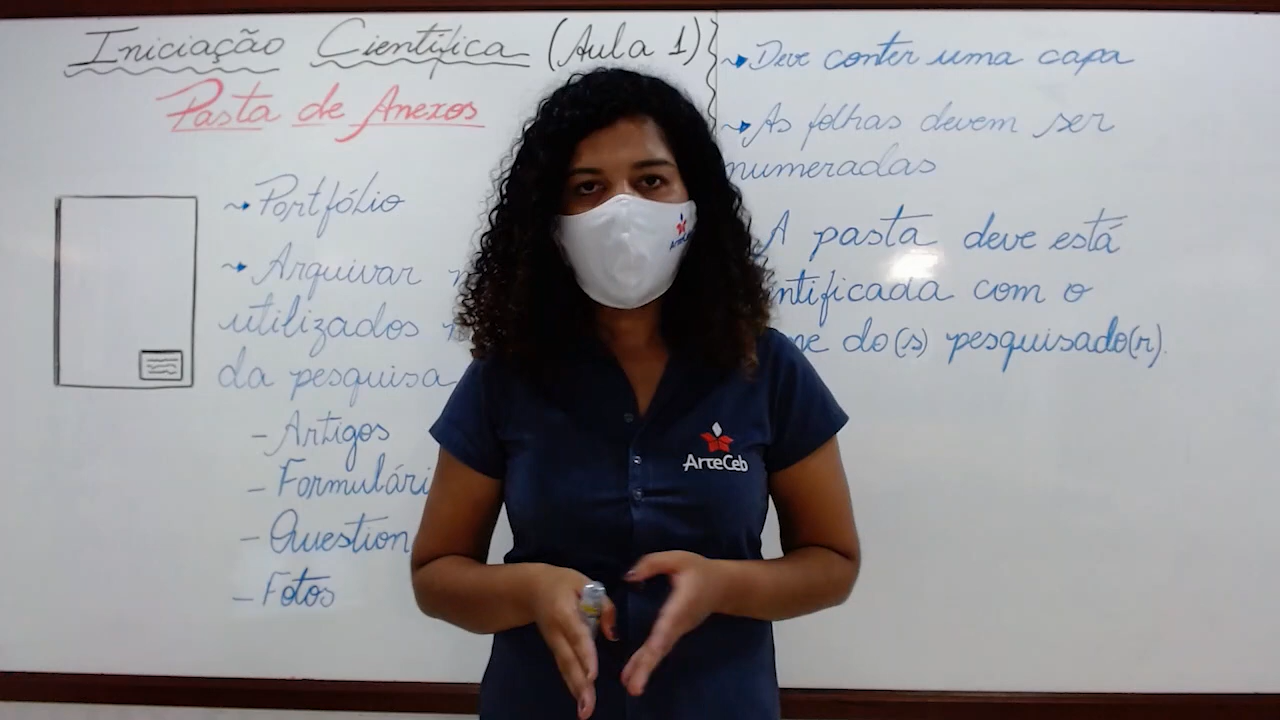 Iniciação Científica (Aula 1)
Pasta de Anexos
Portfólio
Arquivar
utilizados
da pesquisa
- Artigos
- Formulári
- Question
- Fotos
Deve conter uma capa
As folhas devem ser
numeradas
A pasta deve está
ntificada com o
me do(s) pesquisado(r).
ArteCeb